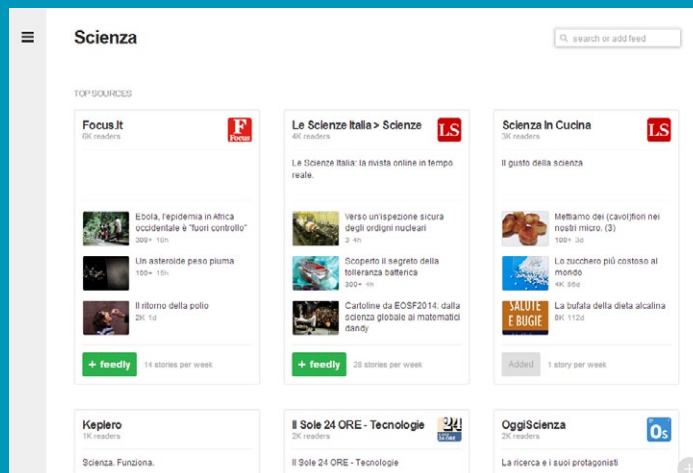 Scienza
search or add feed
TOP SOURCES
Focus.it
6K readers
F
Focus
Ebola, l'epidemia in Africa
occidentale è "fuori controllo"
300+ 10h
Un asteroide peso piuma
100+ 15h
Il ritorno della polio
2K 1d
+ feedly
14 stories per week
Le Scienze Italia > Scienze
4K readers
LS
Le Scienze Italia: la rivista online in tempo
reale.
Verso un'ispezione sicura
degli ordigni nucleari
3 4h
Scoperto il segreto della
tolleranza batterica
300+ 4h
Cartoline da EOSF2014: dalla
scienza globale ai matematici
dandy
+ feedly
28 stories per week
Scienza In Cucina
3K readers
LS
Il gusto della scienza
Mettiamo dei (cavol)fiori nei
nostri micro. (3)
100+ 3d
Lo zucchero più costoso al
mondo
4K 86d
SALUTE
E BUGIE
La bufala della dieta alcalina
8K 112d
Added
1 story per week
Keplero
1K readers
Scienza. Funziona.
Il Sole 24 ORE - Tecnologie
2K readers
24
Il Sole 24 ORE - Tecnologie
OggiScienza
2K readers
Os
La ricerca e i suoi protagonisti